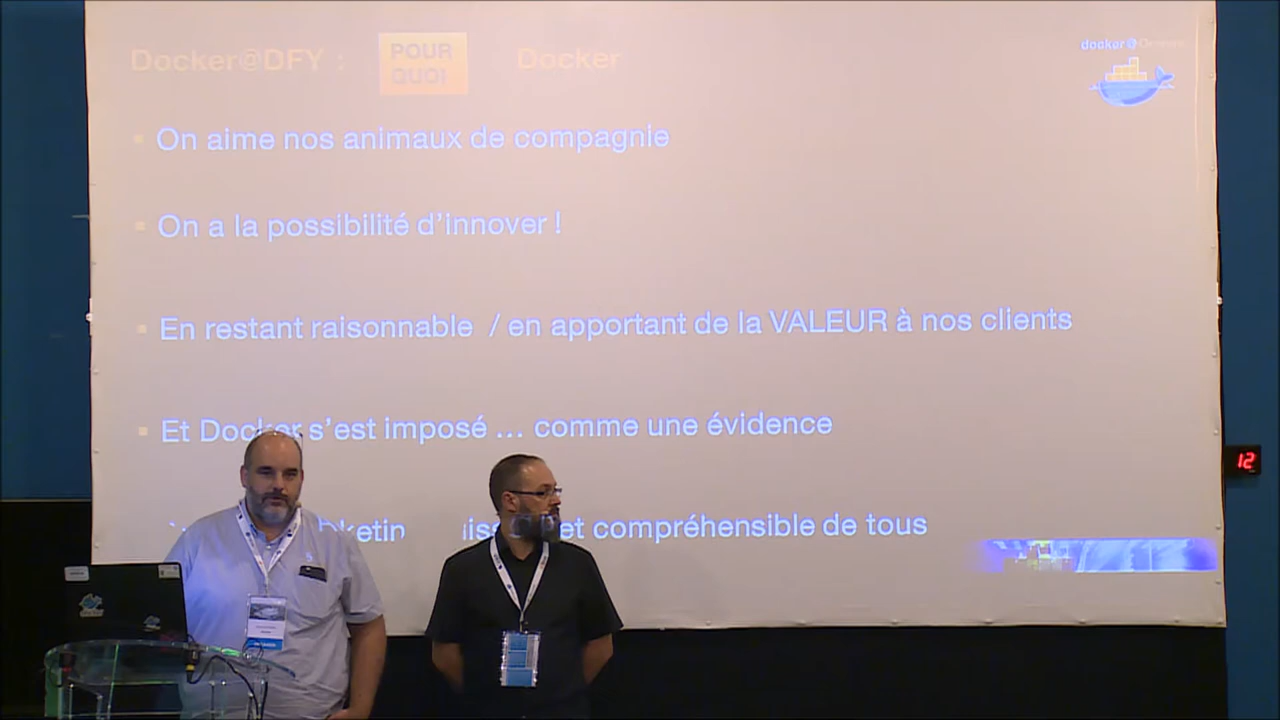 Docker@DFY : POUR QUOI Docker
docker@Orange
On aime nos animaux de compagnie
On a la possibilité d’innover !
En restant raisonnable / en apportant de la VALEUR à nos clients
Et Docker s’est imposé … comme une évidence
et compréhensible de tous
12